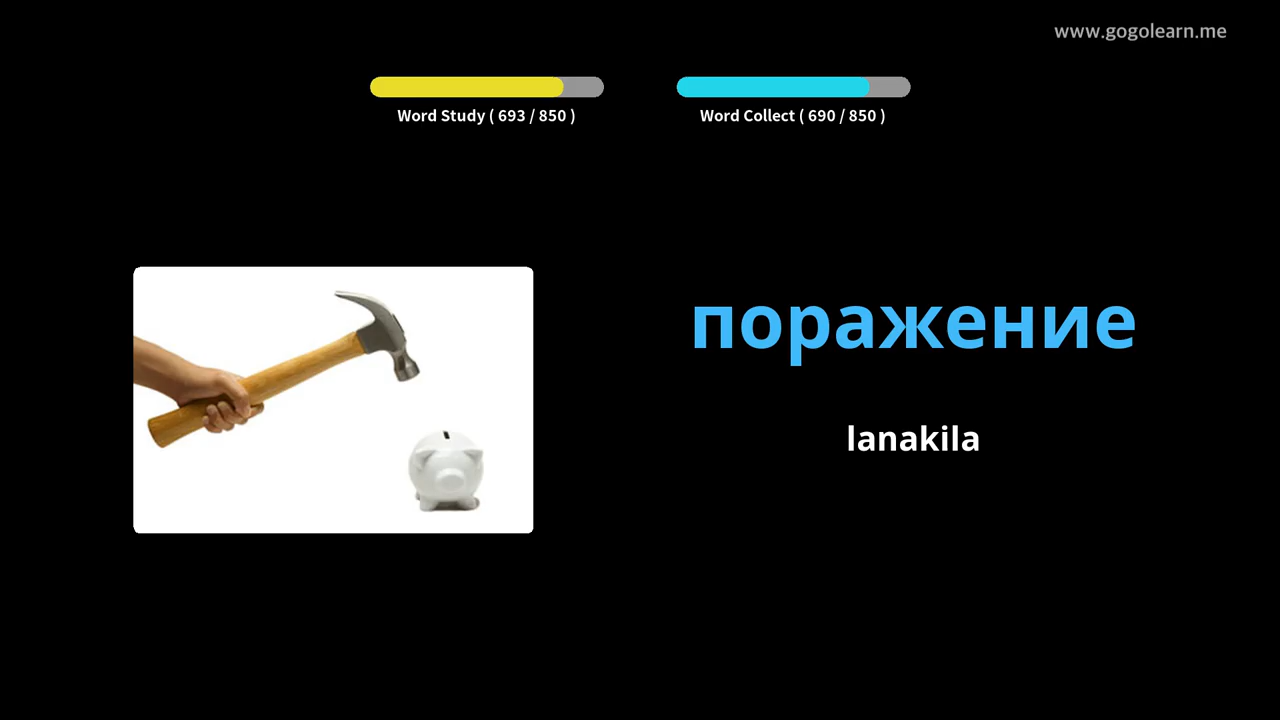 www.gogolearn.me
Word Study ( 693 / 850 )
Word Collect ( 690 / 850 )
поражение
lanakila